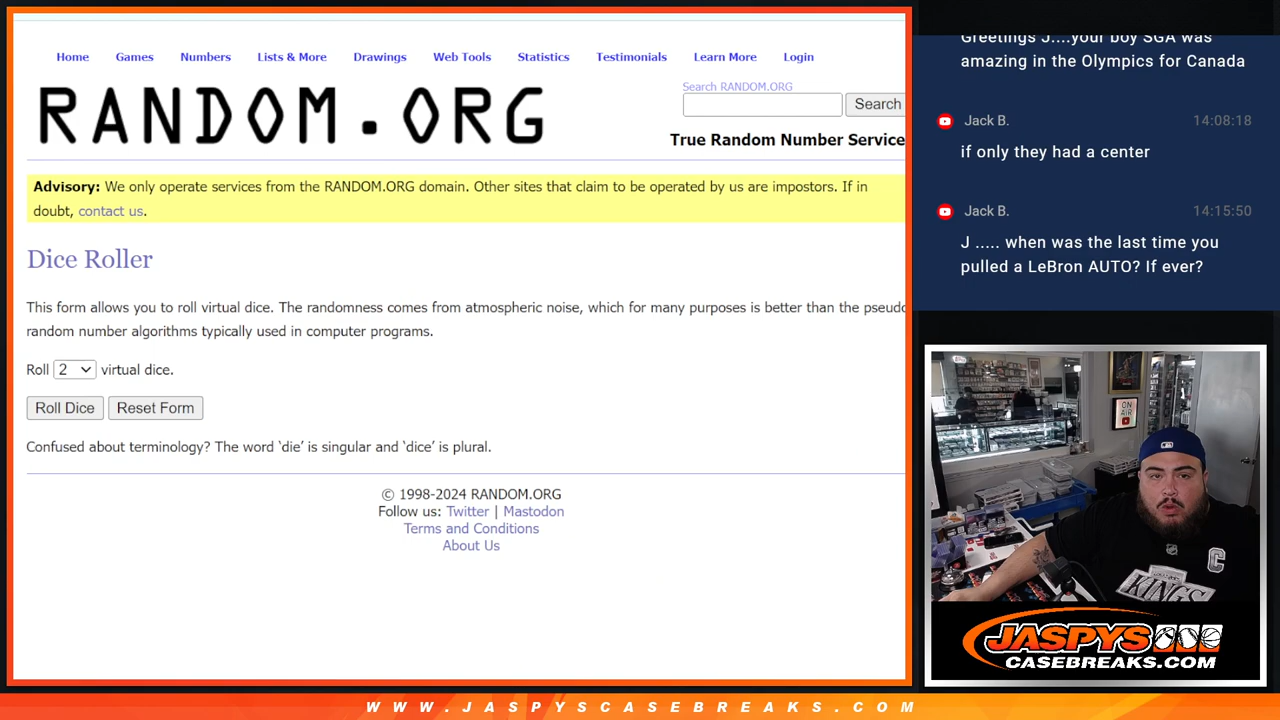 Home Games Numbers Lists & More Drawings Web Tools Statistics Testimonials Learn More Login
RANDOM.ORG
Search RANDOM.ORG
Search
True Random Number Service
Advisory: We only operate services from the RANDOM.ORG domain. Other sites that claim to be operated by us are impostors. If in
doubt, contact us.
Dice Roller
This form allows you to roll virtual dice. The randomness comes from atmospheric noise, which for many purposes is better than the pseudo
random number algorithms typically used in computer programs.
Roll 2 virtual dice.
Roll Dice Reset Form
Confused about terminology? The word ‘die’ is singular and ‘dice’ is plural.
© 1998-2024 RANDOM.ORG
Follow us: Twitter | Mastodon
Terms and Conditions
About Us
Greetings J....your boy SGA was
amazing in the Olympics for Canada
Jack B. 14:08:18
if only they had a center
Jack B. 14:15:50
J ..... when was the last time you
pulled a LeBron AUTO? If ever?
ON
AIR
C
KINGS
JASPYS
CASEBREAKS.COM
WWW.JASPYSCASEBREAKS.COM